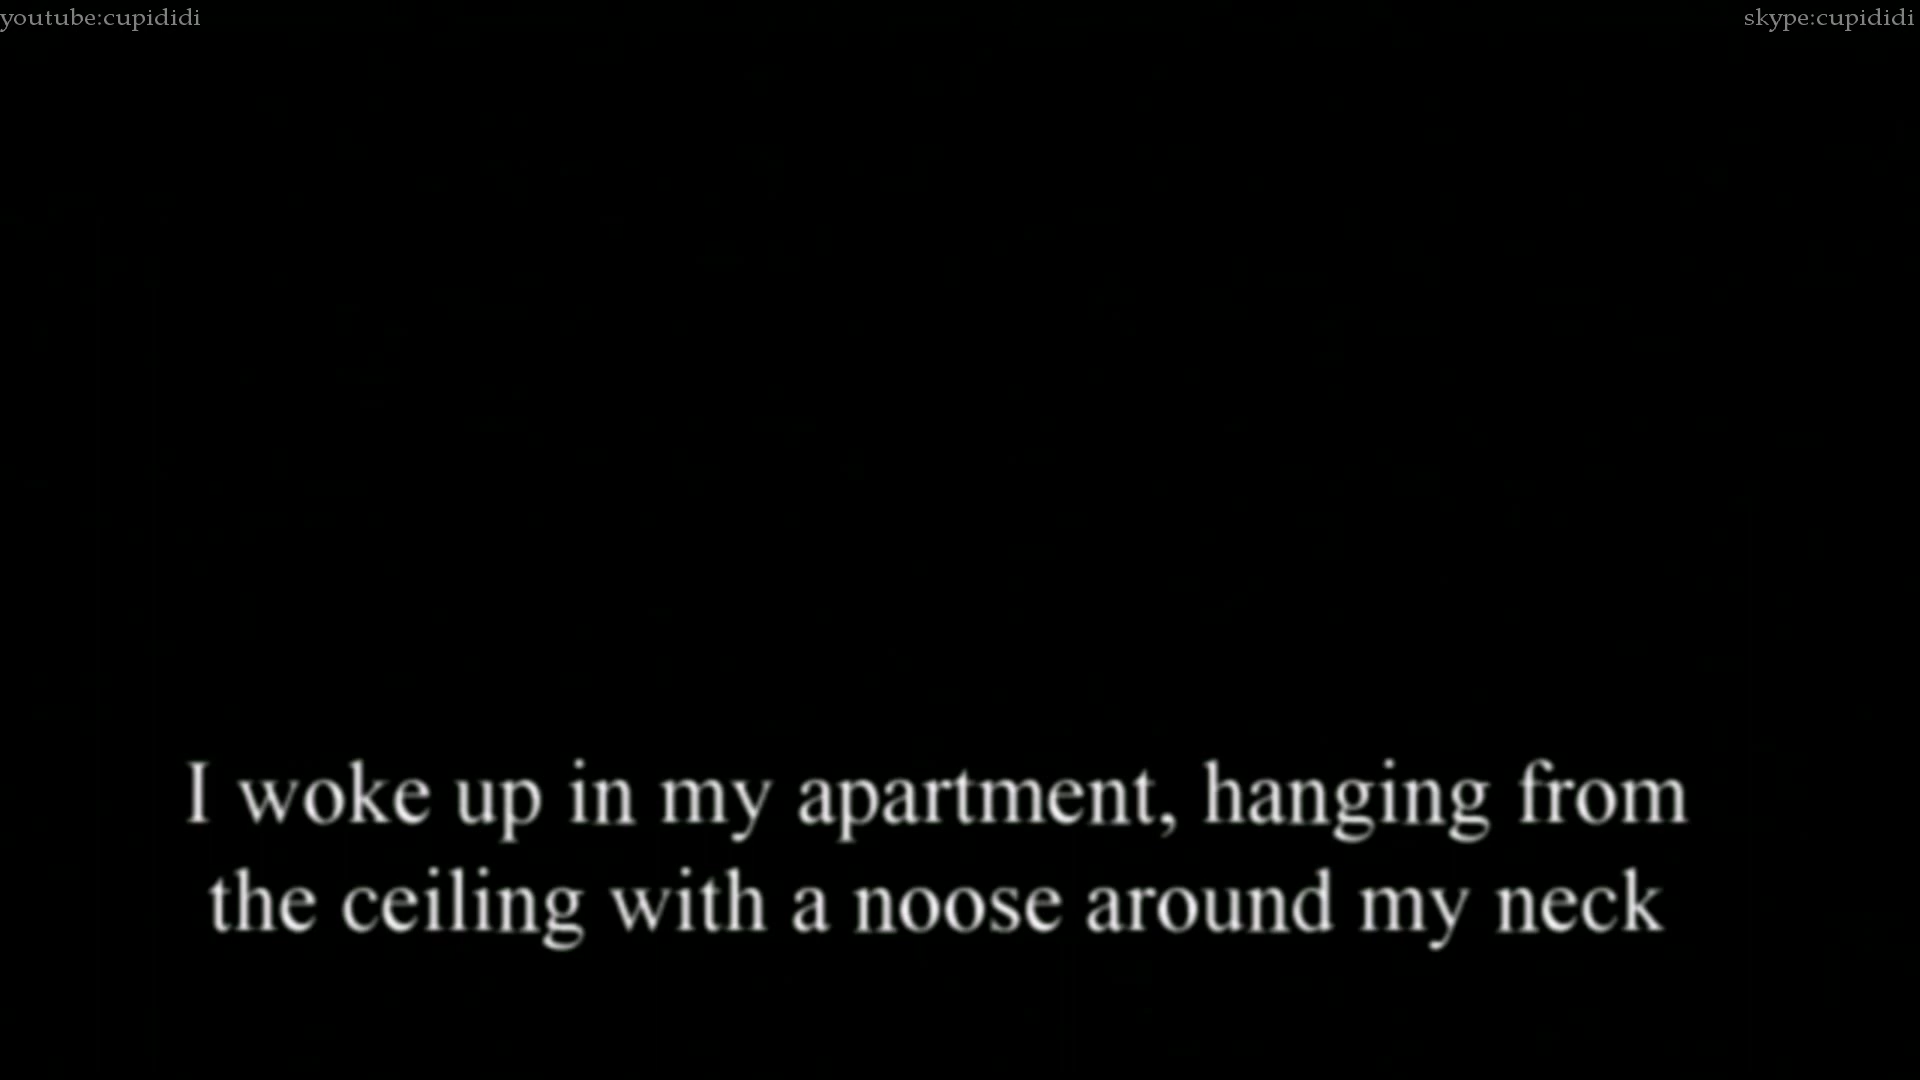 youtube:cupididi
skype:cupididi
I woke up in my apartment, hanging from
the ceiling with a noose around my neck